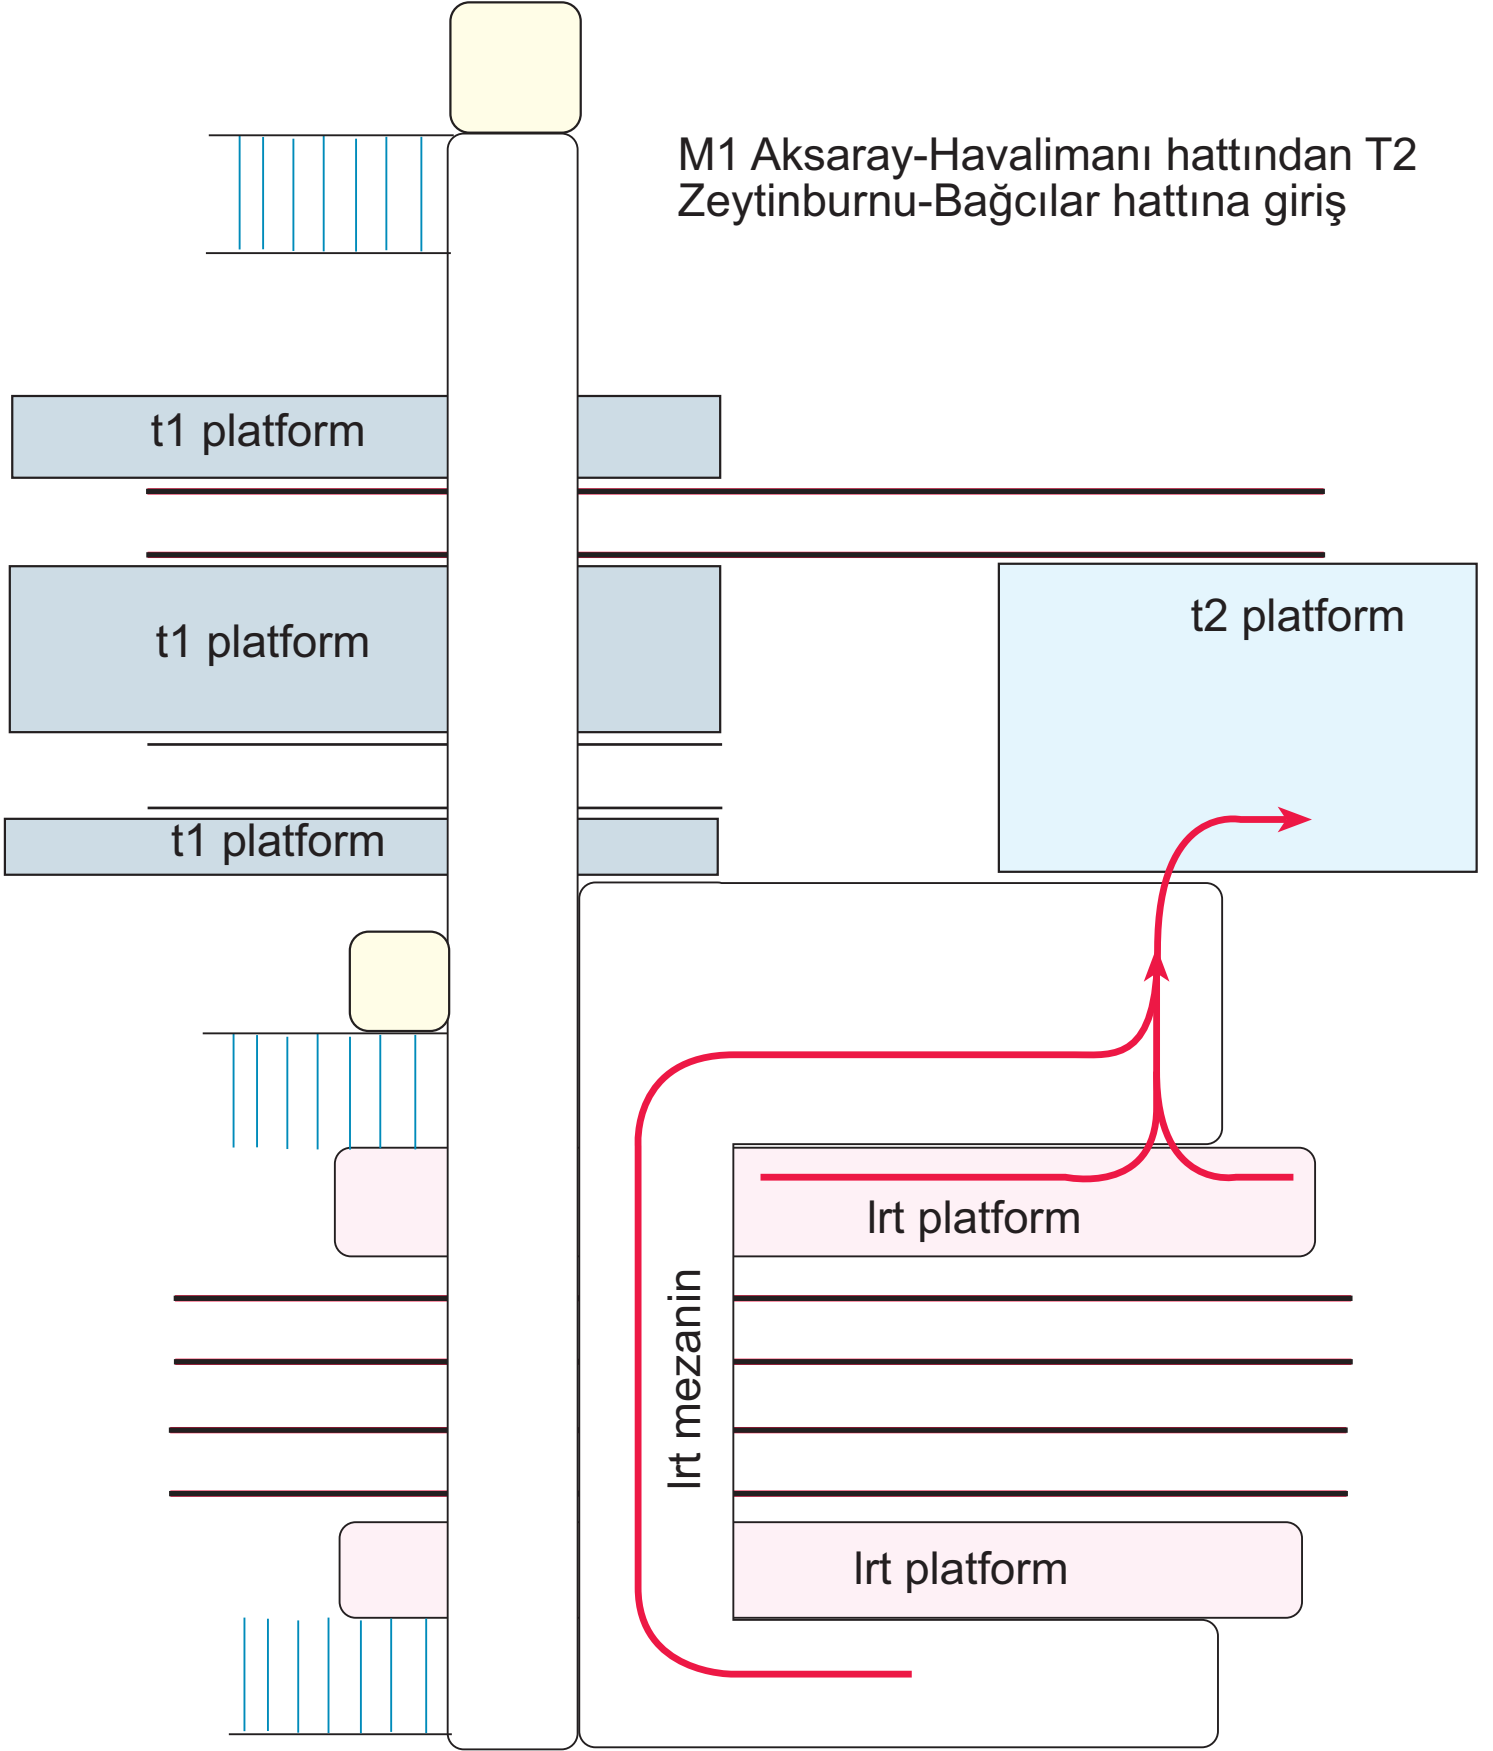 M1 Aksaray-Havalimanı hattından T2
Zeytinburnu-Bağcılar hattına giriş
t1 platform
t1 platform
t2 platform
t1 platform
lrt platform
lrt mezanin
lrt platform